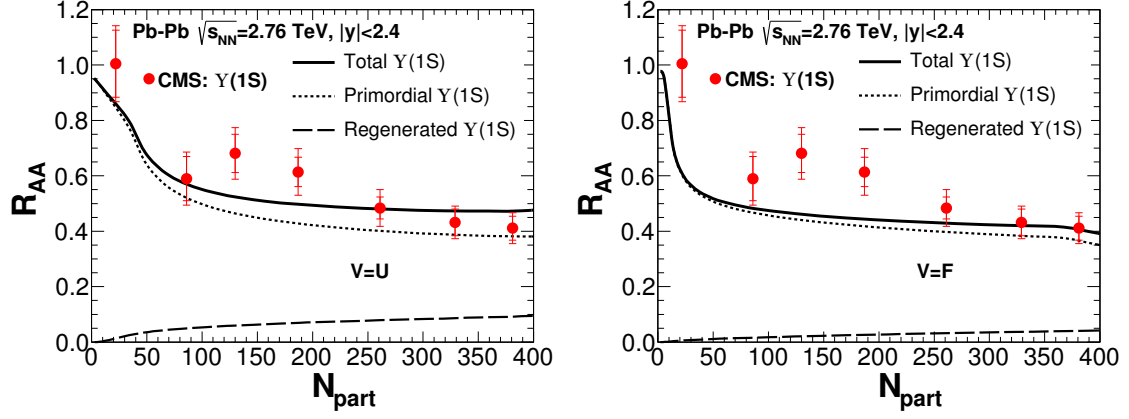 Pb-Pb √sNN=2.76 TeV, |y|<2.4
Total ϒ(1S)
CMS: ϒ(1S)
Primordial ϒ(1S)
Regenerated ϒ(1S)
V=U
RAA
1.2
1.0
0.8
0.6
0.4
0.2
0.0
0 50 100 150 200 250 300 350 400
Npart
Pb-Pb √sNN=2.76 TeV, |y|<2.4
Total ϒ(1S)
CMS: ϒ(1S)
Primordial ϒ(1S)
Regenerated ϒ(1S)
V=F
RAA
1.2
1.0
0.8
0.6
0.4
0.2
0.0
0 50 100 150 200 250 300 350 400
Npart